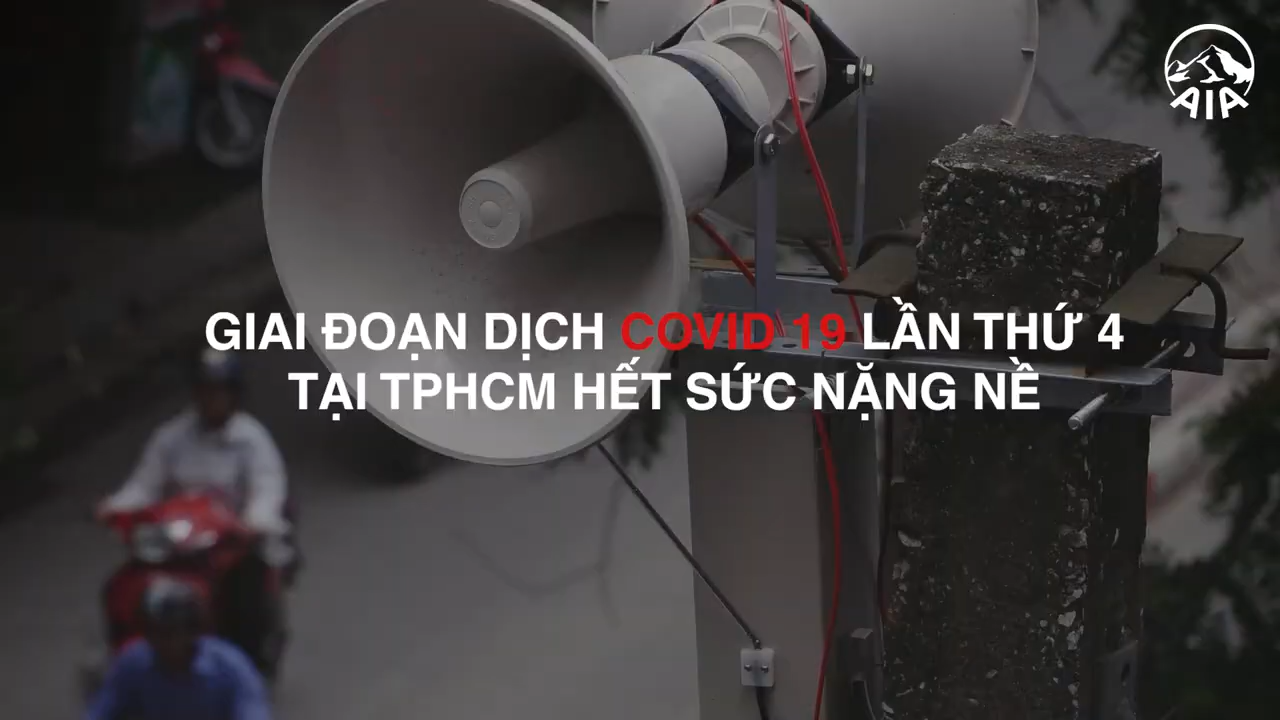 AIA
GIAI ĐOẠN DỊCH COVID 19 LẦN THỨ 4
TẠI TPHCM HẾT SỨC NẶNG NỀ